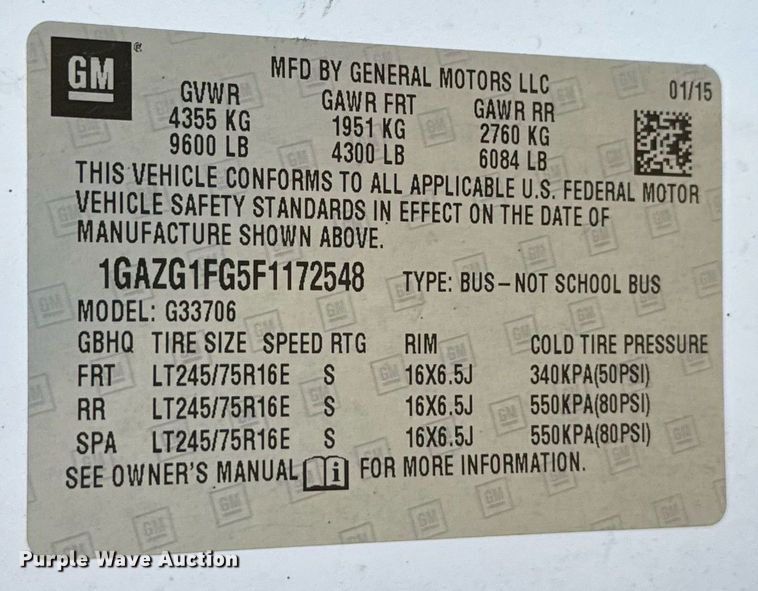 GM ®
MFD BY GENERAL MOTORS LLC
01/15
GVWR GAWR FRT GAWR RR
4355 KG 1951 KG 2760 KG
9600 LB 4300 LB 6084 LB
THIS VEHICLE CONFORMS TO ALL APPLICABLE U.S. FEDERAL MOTOR
VEHICLE SAFETY STANDARDS IN EFFECT ON THE DATE OF
MANUFACTURE SHOWN ABOVE.
1GAZG1FG5F1172548 TYPE: BUS – NOT SCHOOL BUS
MODEL: G33706
GBHQ TIRE SIZE SPEED RTG RIM COLD TIRE PRESSURE
FRT LT245/75R16E S 16X6.5J 340KPA(50PSI)
RR LT245/75R16E S 16X6.5J 550KPA(80PSI)
SPA LT245/75R16E S 16X6.5J 550KPA(80PSI)
SEE OWNER'S MANUAL i FOR MORE INFORMATION.
Purple Wave Auction